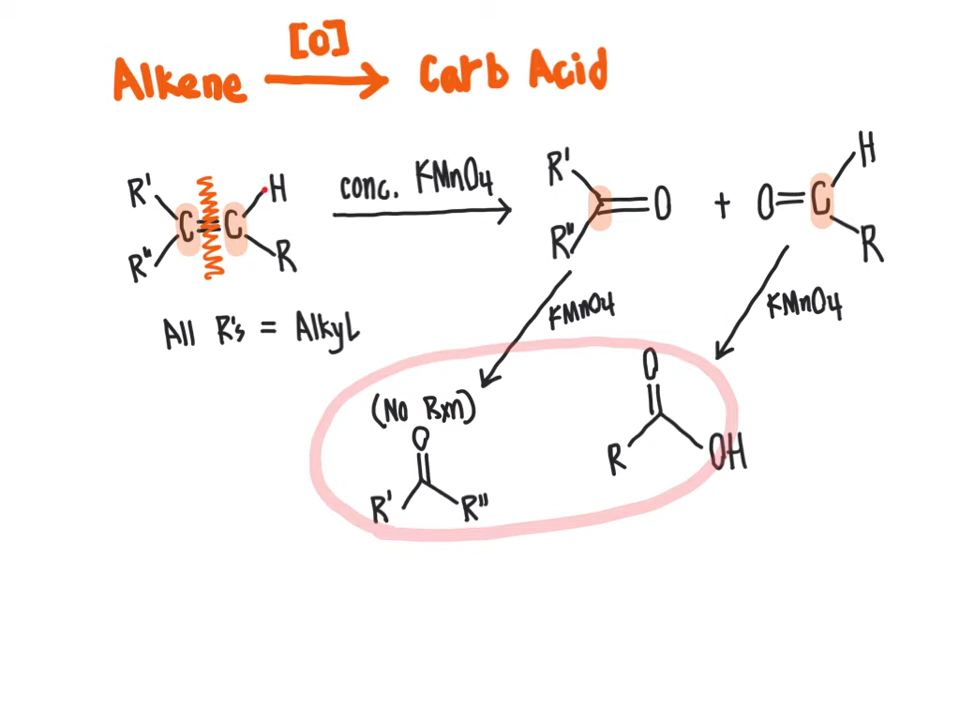 [O]
Alkene → Carb Acid
R' H
C=C
R" R
conc. KMnO4
R'
R"
=O + O=C
H
R
All R's = Alkyl
KMnO4
KMnO4
(No Rxn)
O
R' R"
O
R OH